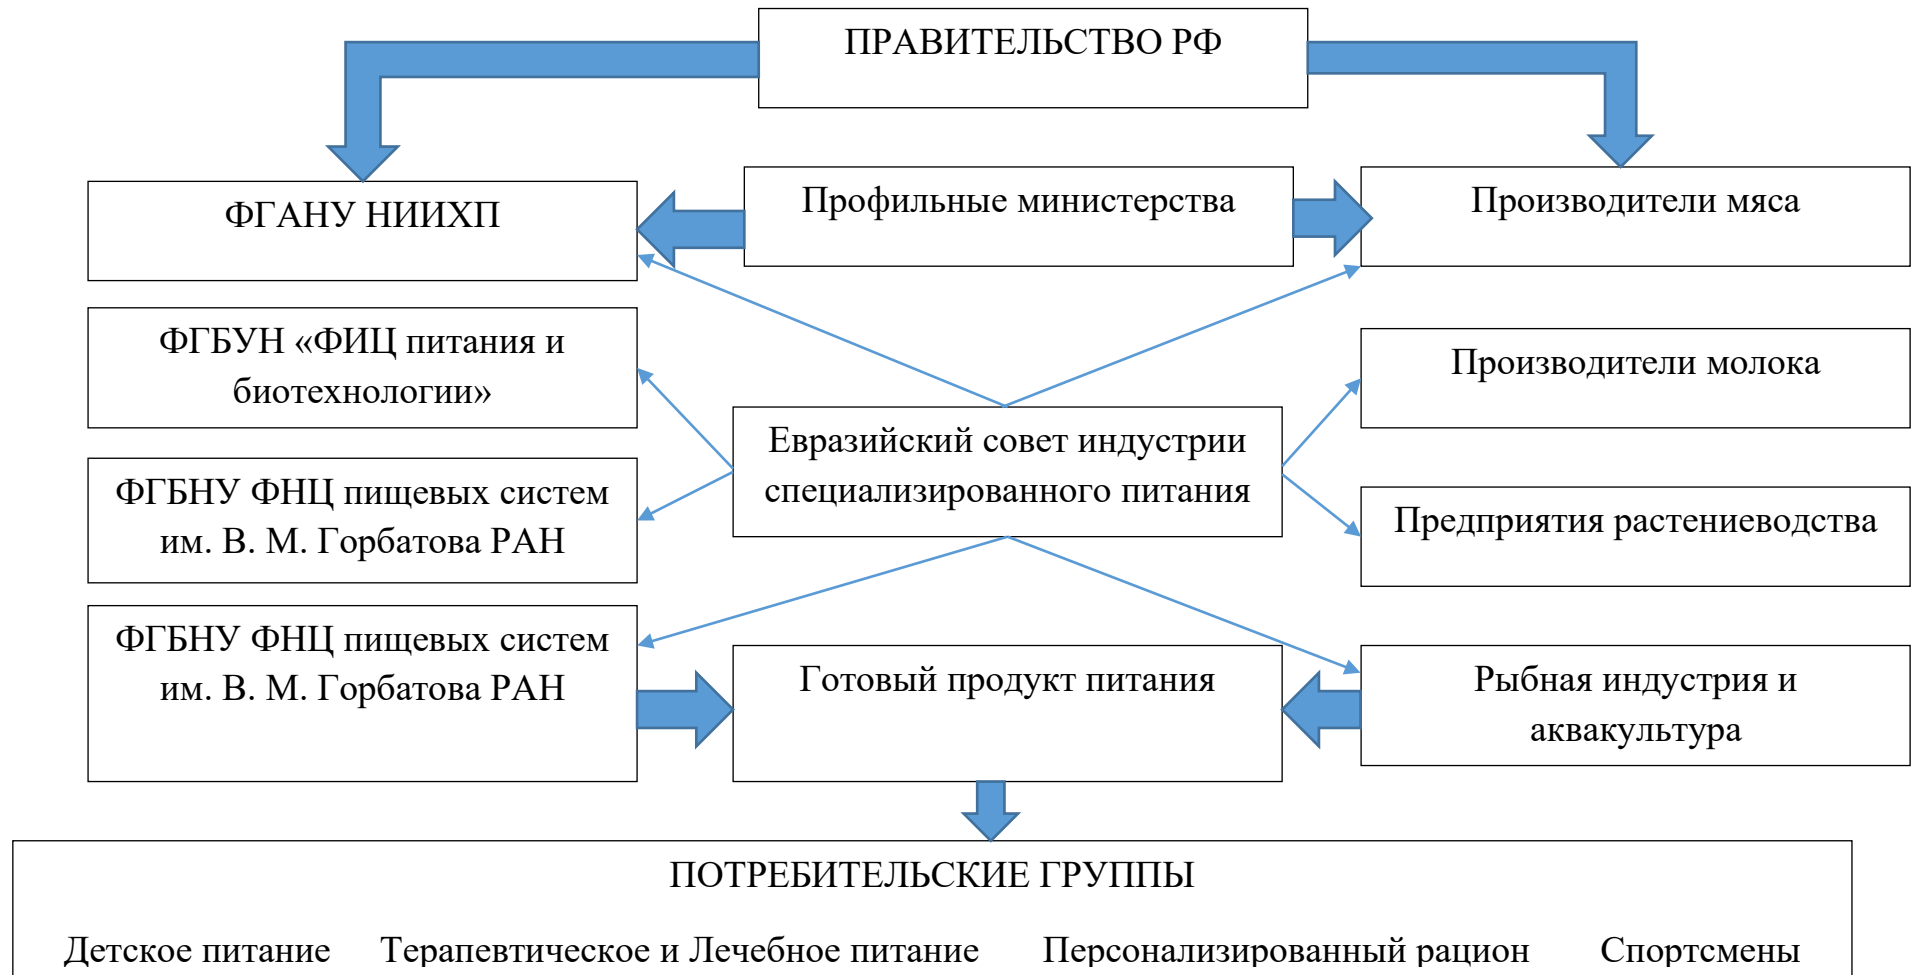 ПРАВИТЕЛЬСТВО РФ
ФГАНУ НИИХП
Профильные министерства
Производители мяса
ФГБУН «ФИЦ питания и
биотехнологии»
Производители молока
Евразийский совет индустрии
специализированного питания
ФГБНУ ФНЦ пищевых систем
им. В. М. Горбатова РАН
Предприятия растениеводства
ФГБНУ ФНЦ пищевых систем
им. В. М. Горбатова РАН
Готовый продукт питания
Рыбная индустрия и
аквакультура
ПОТРЕБИТЕЛЬСКИЕ ГРУППЫ
Детское питание Терапевтическое и Лечебное питание Персонализированный рацион Спортсмены